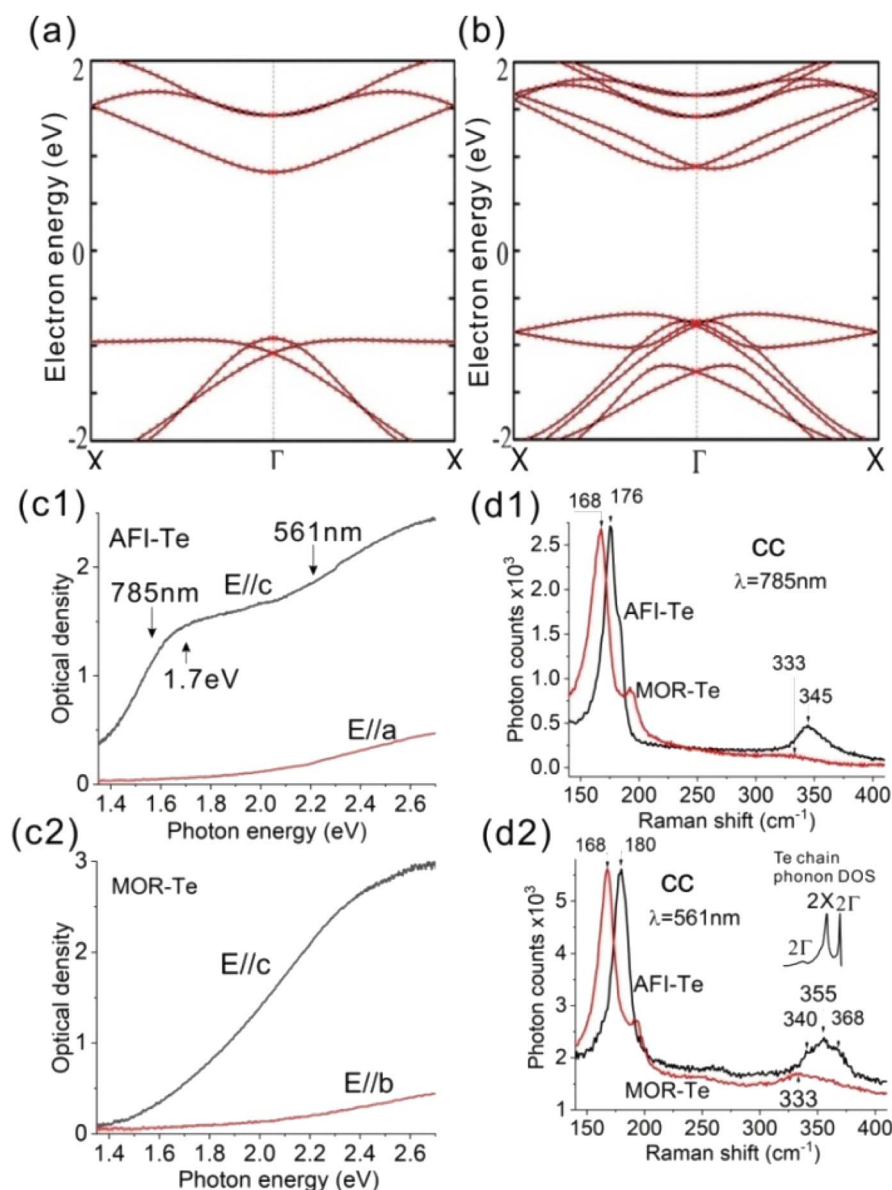 (a)
(b)
Electron energy (eV)
2
0
-2
X
Γ
X
Electron energy (eV)
2
0
-2
X
Γ
X
(c1)
AFI-Te
785nm
561nm
E//c
1.7eV
E//a
Optical density
2
1
0
1.4 1.6 1.8 2.0 2.2 2.4 2.6
Photon energy (eV)
(d1)
168 176
CC
λ=785nm
AFI-Te
MOR-Te
333
345
Photon counts x10³
2.5
2.0
1.5
1.0
0.5
0.0
150 200 250 300 350 400
Raman shift (cm⁻¹)
(c2)
MOR-Te
E//c
E//b
Optical density
3
2
1
0
1.4 1.6 1.8 2.0 2.2 2.4 2.6
Photon energy (eV)
(d2)
168 180
CC
λ=561nm
Te chain
phonon DOS
2X
2Γ
2Γ
AFI-Te
355
340
368
MOR-Te
333
Photon counts x10³
5
4
3
2
1
150 200 250 300 350 400
Raman shift (cm⁻¹)